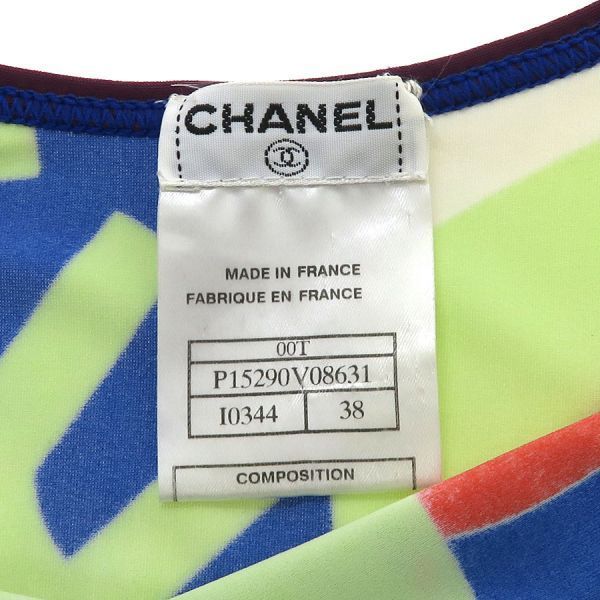 CHANEL
MADE IN FRANCE
FABRIQUE EN FRANCE
00T
P15290V08631
I0344 38
COMPOSITION